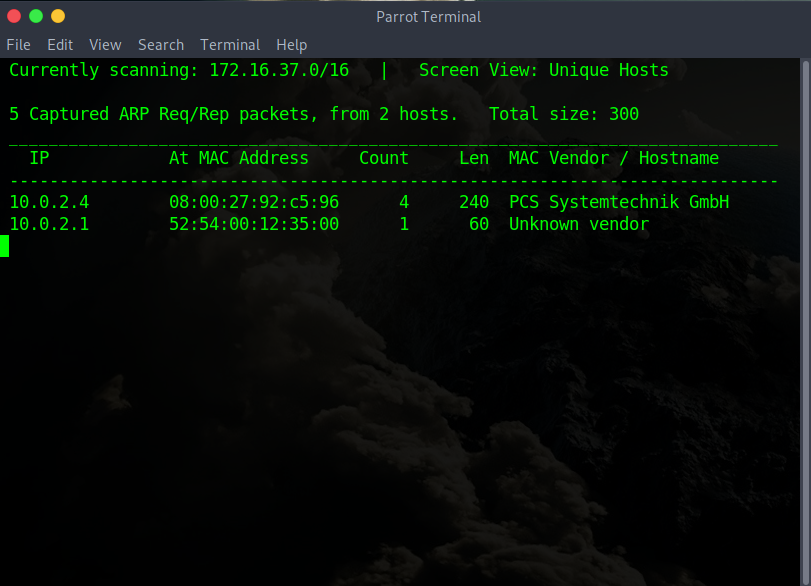 Parrot Terminal
File Edit View Search Terminal Help
Currently scanning: 172.16.37.0/16 | Screen View: Unique Hosts
5 Captured ARP Req/Rep packets, from 2 hosts. Total size: 300
_____________________________________________________________________________
IP At MAC Address Count Len MAC Vendor / Hostname
-----------------------------------------------------------------------------
10.0.2.4 08:00:27:92:c5:96 4 240 PCS Systemtechnik GmbH
10.0.2.1 52:54:00:12:35:00 1 60 Unknown vendor